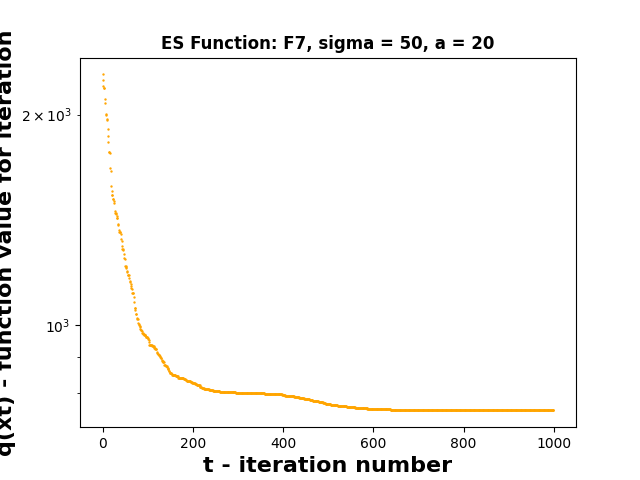 ES Function: F7, sigma = 50, a = 20
q(xt) - function value for iteration
2 × 10³
10³
0 200 400 600 800 1000
t - iteration number